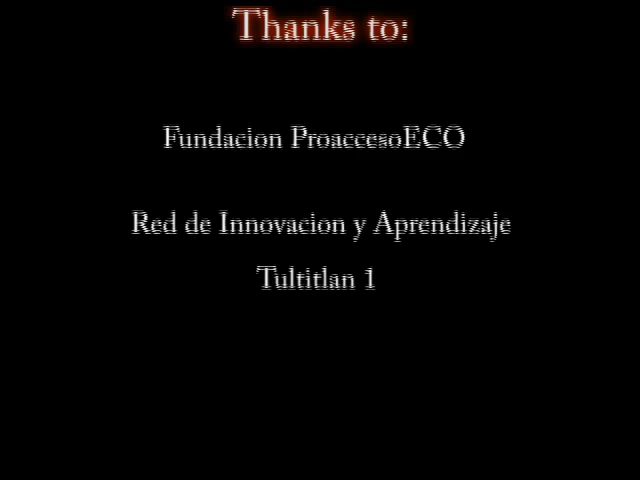 Thanks to:
Fundacion ProaccesoECO
Red de Innovacion y Aprendizaje
Tultitlan 1